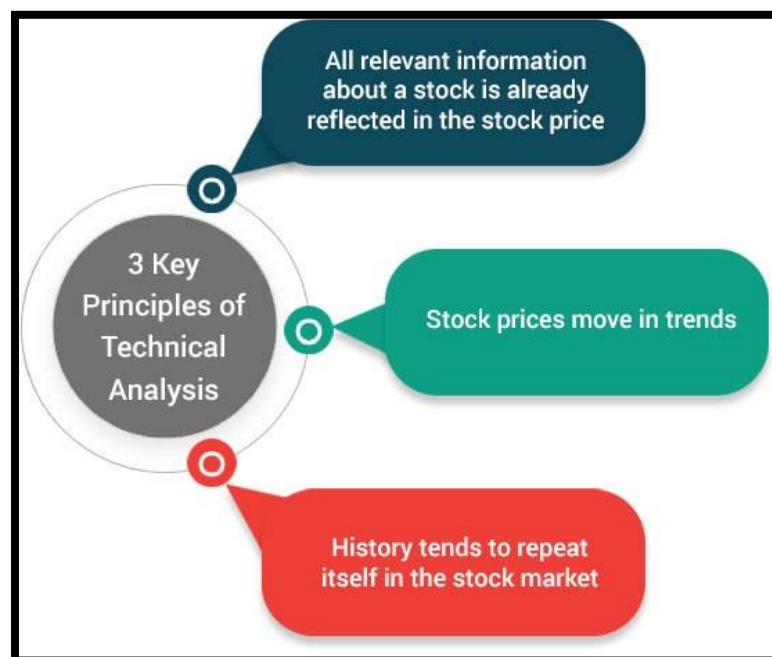 All relevant information
about a stock is already
reflected in the stock price
3 Key
Principles of
Technical
Analysis
Stock prices move in trends
History tends to repeat
itself in the stock market